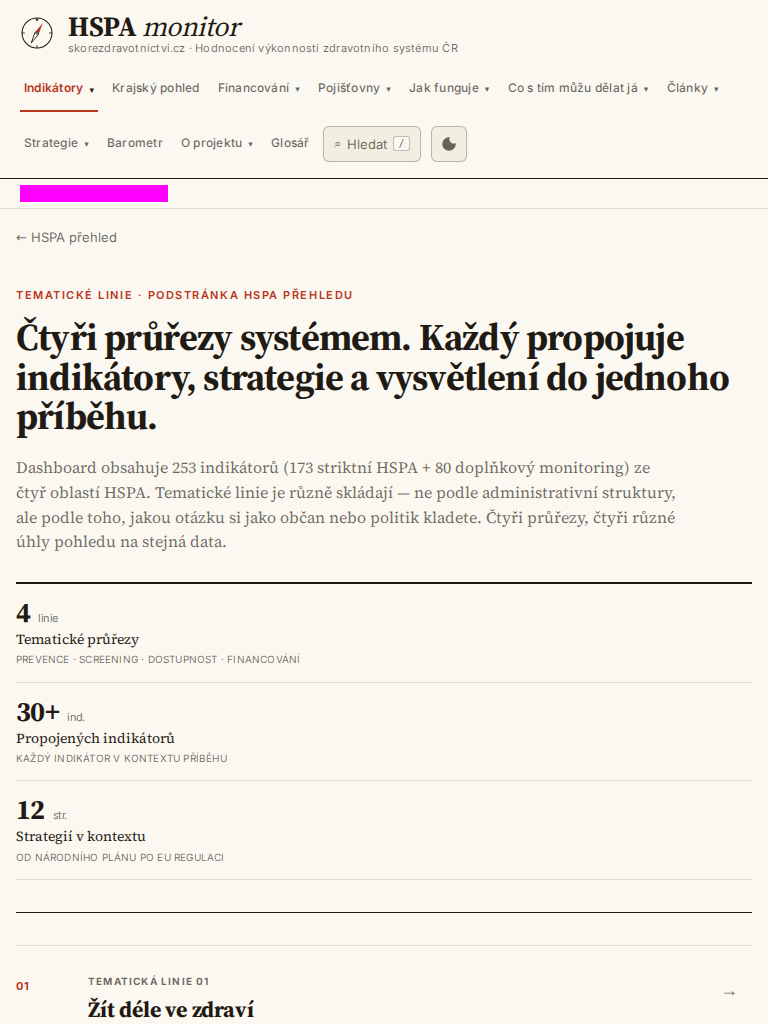 HSPA monitor
skorezdravotnictvi.cz · Hodnocení výkonnosti zdravotního systému ČR
Indikátory ▾ Krajský pohled Financování ▾ Pojišťovny ▾ Jak funguje ▾ Co s tím můžu dělat já ▾ Články ▾
Strategie ▾ Barometr O projektu ▾ Glosář ⌕ Hledat /
← HSPA přehled
TEMATICKÉ LINIE · PODSTRÁNKA HSPA PŘEHLEDU
Čtyři průřezy systémem. Každý propojuje
indikátory, strategie a vysvětlení do jednoho
příběhu.
Dashboard obsahuje 253 indikátorů (173 striktní HSPA + 80 doplňkový monitoring) ze
čtyř oblastí HSPA. Tematické linie je různě skládají — ne podle administrativní struktury,
ale podle toho, jakou otázku si jako občan nebo politik kladete. Čtyři průřezy, čtyři různé
úhly pohledu na stejná data.
4 linie
Tematické průřezy
PREVENCE · SCREENING · DOSTUPNOST · FINANCOVÁNÍ
30+ ind.
Propojených indikátorů
KAŽDÝ INDIKÁTOR V KONTEXTU PŘÍBĚHU
12 str.
Strategií v kontextu
OD NÁRODNÍHO PLÁNU PO EU REGULACI
01 TEMATICKÁ LINIE 01 →
Žít déle ve zdraví